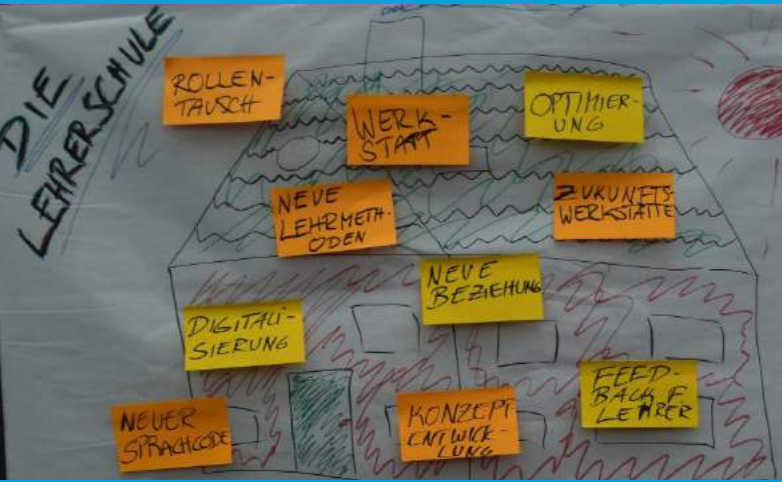 DIE
LEHRERSCHULE
ROLLEN-
TAUSCH
WERK-
STATT
OPTIMIER-
UNG
NEUE
LEHRMETH-
ODEN
ZUKUNFTS-
WERKSTÄTTE
NEUE
BEZIEHUNG
DIGITALI-
SIERUNG
FEED-
BACK F.
LEHRER
NEUER
SPRACHCODE
KONZEPT
ENTWICK-
LUNG